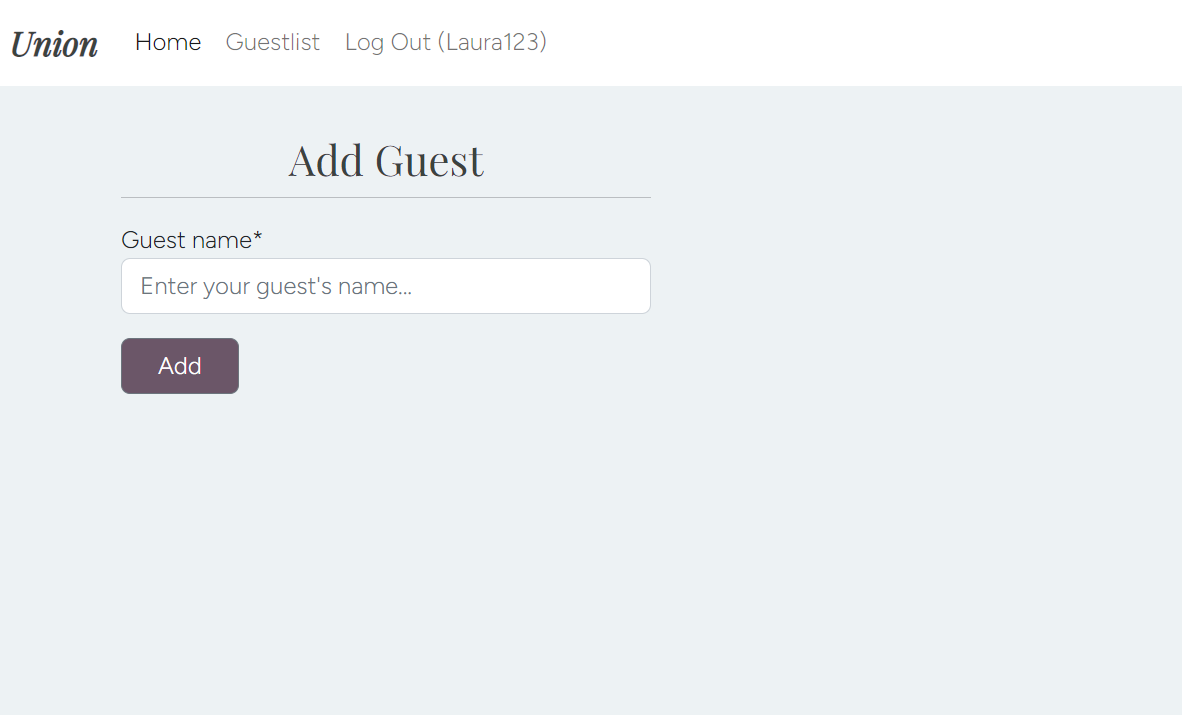 Union Home Guestlist Log Out (Laura123)
Add Guest
Guest name*
Enter your guest's name...
Add